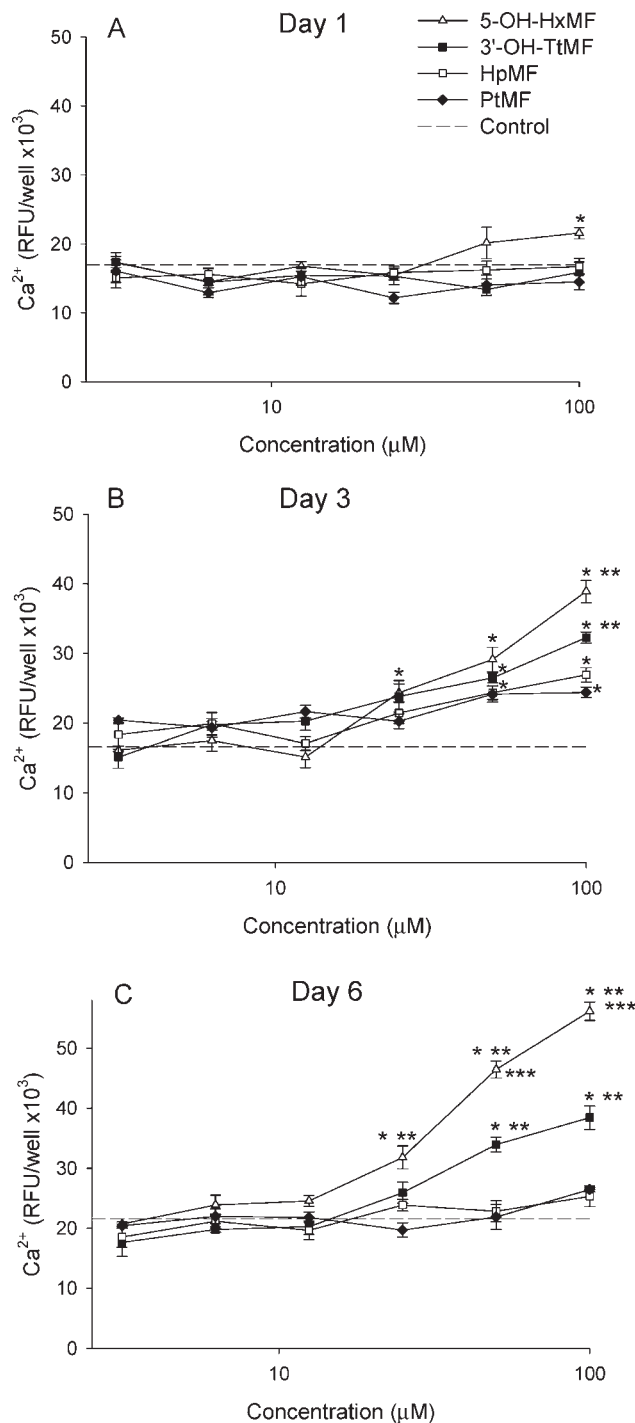 A
Day 1
5-OH-HxMF
3'-OH-TtMF
HpMF
PtMF
Control
Ca²⁺ (RFU/well x10³)
50
40
30
20
10
0
*
10
100
Concentration (μM)
B
Day 3
Ca²⁺ (RFU/well x10³)
50
40
30
20
10
0
* **
*
* **
*
*
*
*
*
10
100
Concentration (μM)
C
Day 6
Ca²⁺ (RFU/well x10³)
50
40
30
20
10
0
* **
***
* **
***
* **
* **
* **
10
100
Concentration (μM)